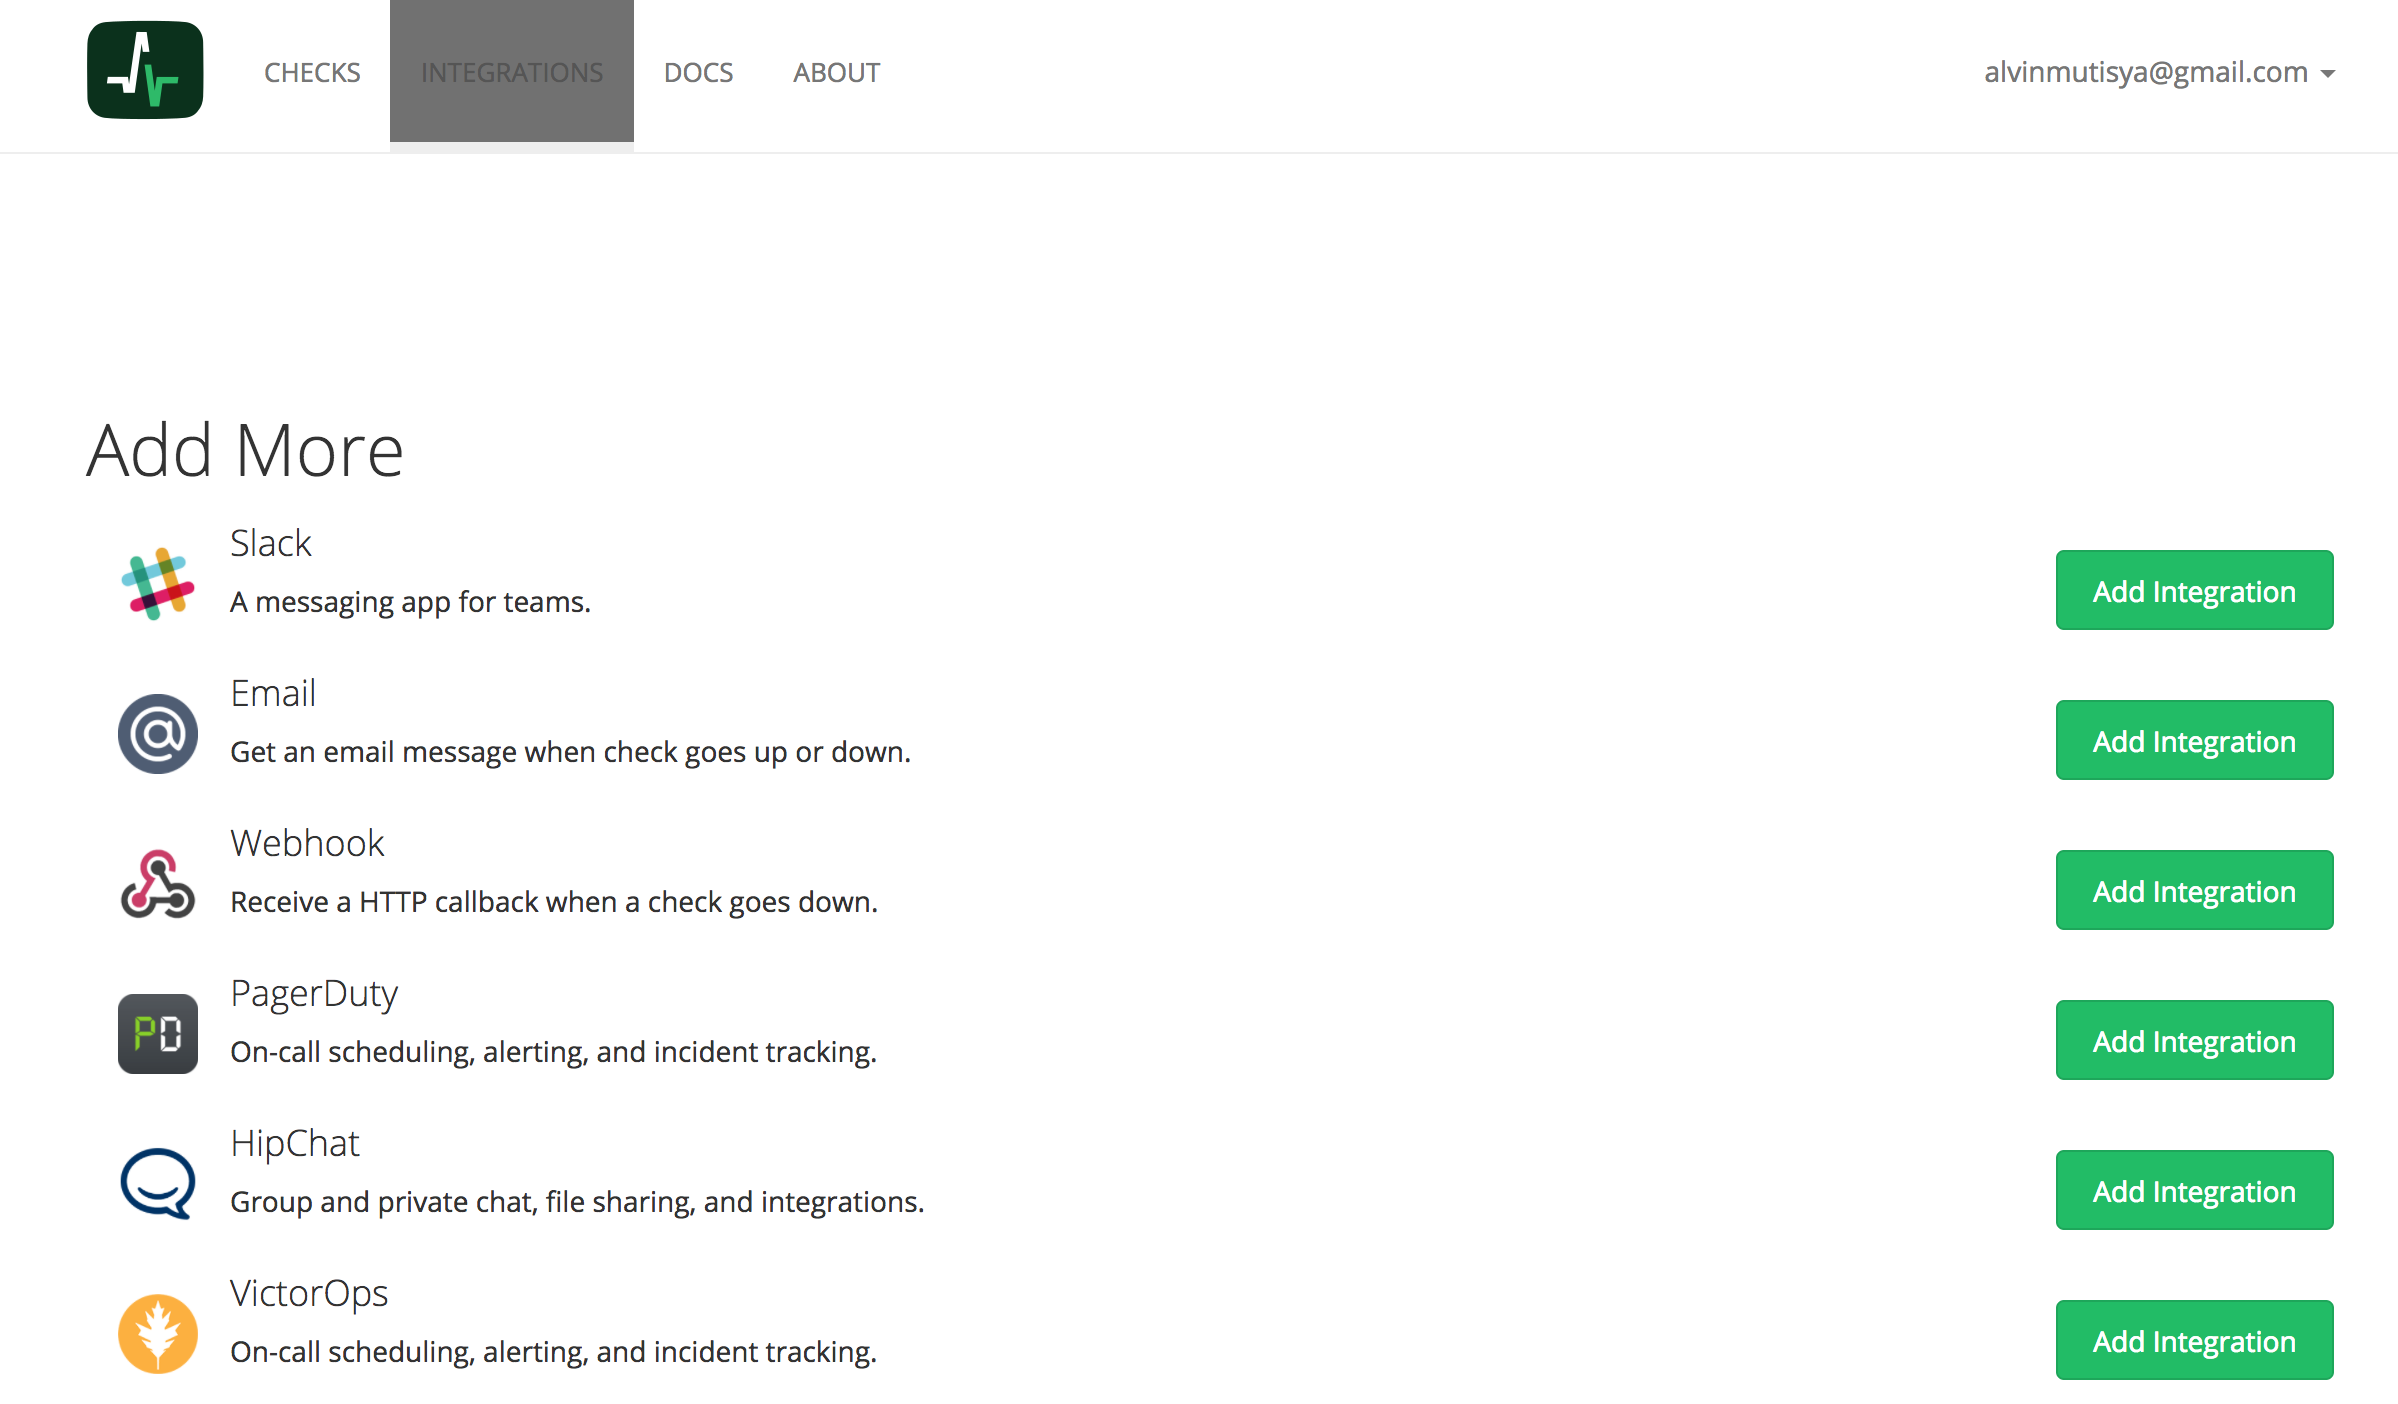 CHECKS INTEGRATIONS DOCS ABOUT alvinmutisya@gmail.com
Add More
Slack
A messaging app for teams.
Add Integration
Email
Get an email message when check goes up or down.
Add Integration
Webhook
Receive a HTTP callback when a check goes down.
Add Integration
PagerDuty
PD
On-call scheduling, alerting, and incident tracking.
Add Integration
HipChat
Group and private chat, file sharing, and integrations.
Add Integration
VictorOps
On-call scheduling, alerting, and incident tracking.
Add Integration